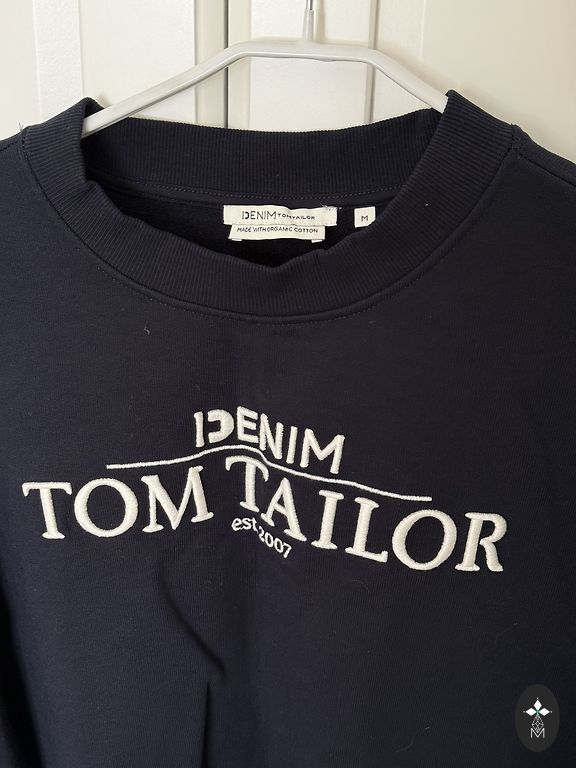 DENIM TOM TAILOR
M
MADE WITH ORGANIC COTTON
DENIM
TOM TAILOR
est.2007
M